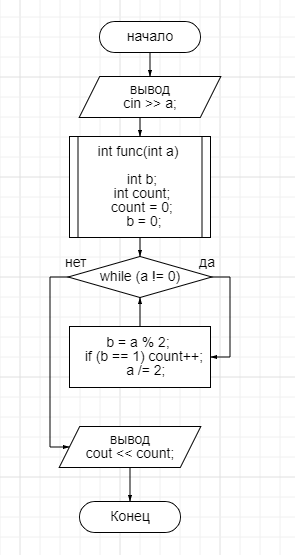 начало
вывод
cin >> a;
int func(int a)
int b;
int count;
count = 0;
b = 0;
нет
да
while (a != 0)
b = a % 2;
if (b == 1) count++;
a /= 2;
вывод
cout << count;
Конец